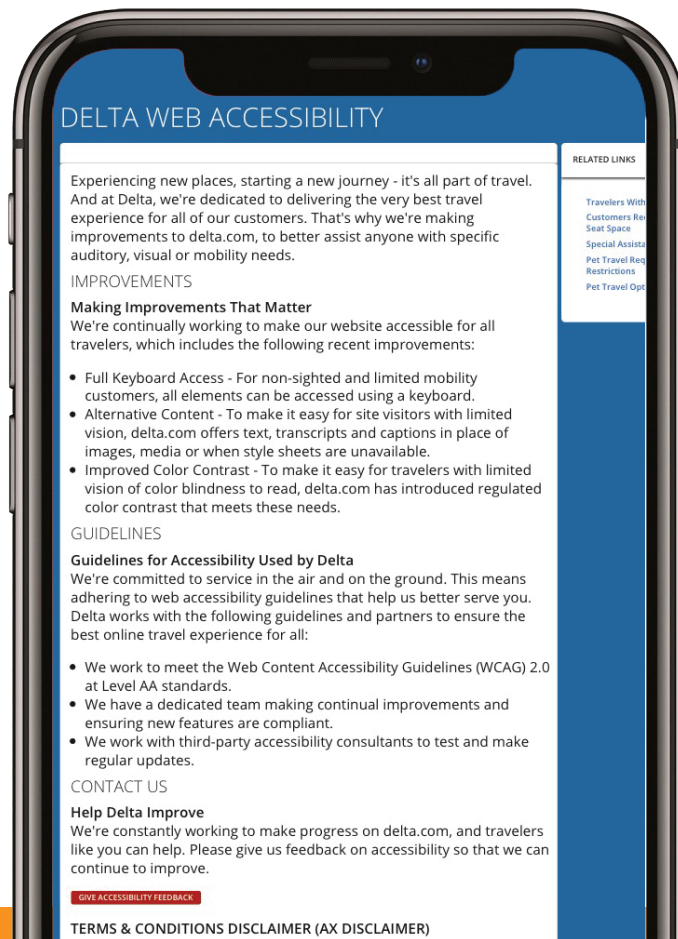 DELTA WEB ACCESSIBILITY
Experiencing new places, starting a new journey - it's all part of travel.
And at Delta, we're dedicated to delivering the very best travel
experience for all of our customers. That's why we're making
improvements to delta.com, to better assist anyone with specific
auditory, visual or mobility needs.
IMPROVEMENTS
Making Improvements That Matter
We're continually working to make our website accessible for all
travelers, which includes the following recent improvements:
• Full Keyboard Access - For non-sighted and limited mobility
customers, all elements can be accessed using a keyboard.
• Alternative Content - To make it easy for site visitors with limited
vision, delta.com offers text, transcripts and captions in place of
images, media or when style sheets are unavailable.
• Improved Color Contrast - To make it easy for travelers with limited
vision of color blindness to read, delta.com has introduced regulated
color contrast that meets these needs.
GUIDELINES
Guidelines for Accessibility Used by Delta
We're committed to service in the air and on the ground. This means
adhering to web accessibility guidelines that help us better serve you.
Delta works with the following guidelines and partners to ensure the
best online travel experience for all:
• We work to meet the Web Content Accessibility Guidelines (WCAG) 2.0
at Level AA standards.
• We have a dedicated team making continual improvements and
ensuring new features are compliant.
• We work with third-party accessibility consultants to test and make
regular updates.
CONTACT US
Help Delta Improve
We're constantly working to make progress on delta.com, and travelers
like you can help. Please give us feedback on accessibility so that we can
continue to improve.
GIVE ACCESSIBILITY FEEDBACK
TERMS & CONDITIONS DISCLAIMER (AX DISCLAIMER)
RELATED LINKS
Travelers With
Customers Re
Seat Space
Special Assista
Pet Travel Req
Restrictions
Pet Travel Opt